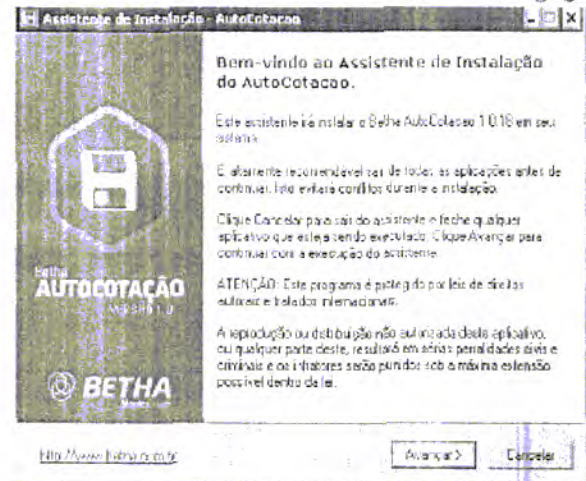 Assistente de Instalação - AutoCotacao
Bem-vindo ao Assistente de Instalação
do AutoCotacao.
Este assistente irá instalar o Betha AutoCotacao 1.0.18 em seu
sistema.
É altamente recomendável sair de todas as aplicações antes de
continuar. Isto evitará conflitos durante a instalação.
Clique Cancelar para sair do assistente e feche qualquer
aplicativo que esteja sendo executado. Clique Avançar para
continuar com a execução do assistente.
ATENÇÃO: Este programa é protegido por leis de direitos
autorais e tratados internacionais.
A reprodução ou distribuição não autorizada deste aplicativo,
ou qualquer parte deste, resultará em sérias penalidades civis e
criminais e os infratores serão punidos sob a máxima extensão
possível dentro da lei.
Betha
AUTOCOTAÇÃO
BETHA
http://www.betha.com.br
Avançar >
Cancelar